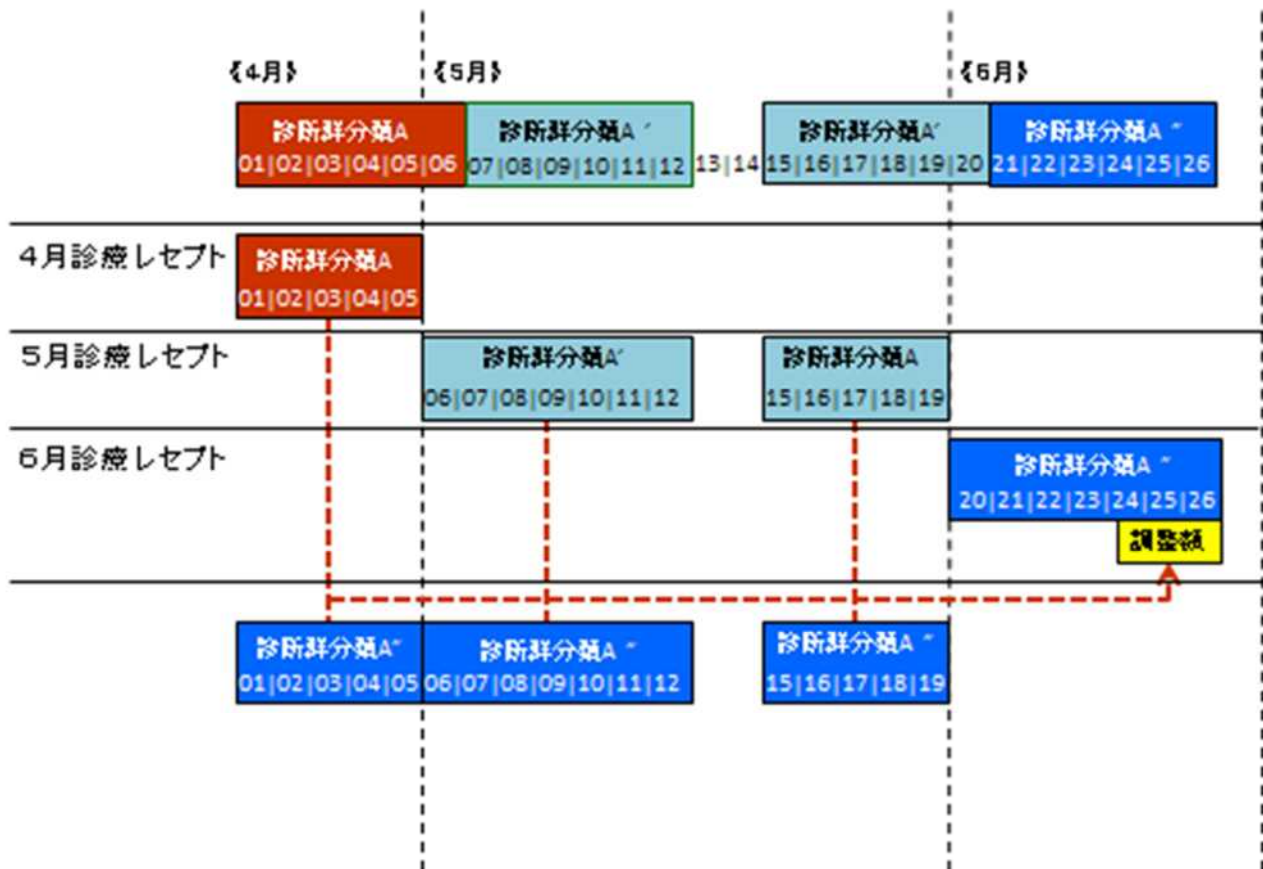 《4月》
《5月》
《6月》
診断群分類A
01|02|03|04|05|06
診断群分類A´
07|08|09|10|11|12
13|14
診断群分類A´
15|16|17|18|19|20
診断群分類A ˝
21|22|23|24|25|26
4月診療レセプト
診断群分類A
01|02|03|04|05
5月診療レセプト
診断群分類A´
06|07|08|09|10|11|12
診断群分類A
15|16|17|18|19
6月診療レセプト
診断群分類A ˝
20|21|22|23|24|25|26
調整額
診断群分類A˝
01|02|03|04|05
診断群分類A ˝
06|07|08|09|10|11|12
診断群分類A ˝
15|16|17|18|19